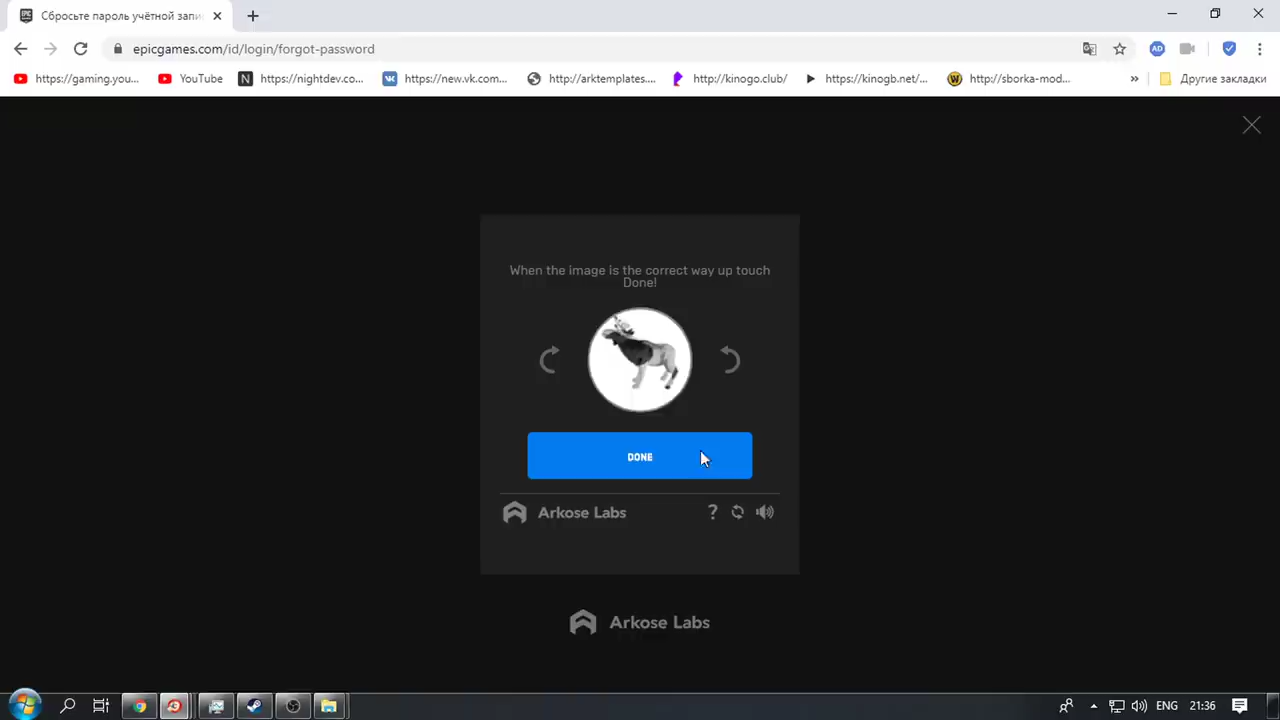 Сбросьте пароль учётной запи
epicgames.com/id/login/forgot-password
https://gaming.you...
YouTube
https://nightdev.co...
https://new.vk.com...
http://arktemplates....
http://kinogo.club/
https://kinogb.net/...
http://sborka-mod...
»
Другие закладки
When the image is the correct way up touch
Done!
DONE
Arkose Labs
?
Arkose Labs
ENG
21:36